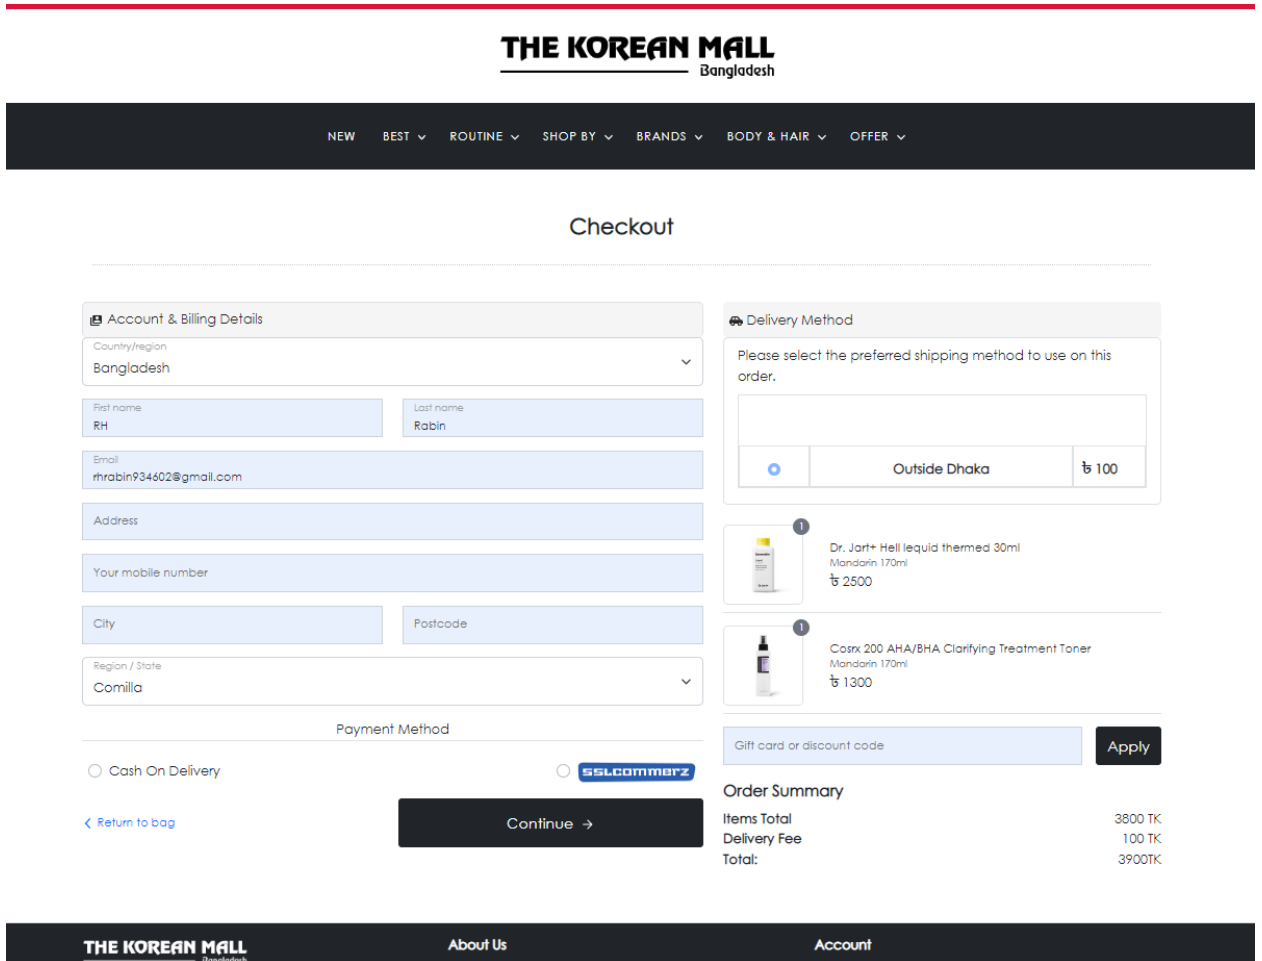 THE KOREAN MALL
Bangladesh
NEW BEST ROUTINE SHOP BY BRANDS BODY & HAIR OFFER
Checkout
Account & Billing Details
Country/region
Bangladesh
First name
RH
Last name
Rabin
Email
rhrabin934602@gmail.com
Address
Your mobile number
City
Postcode
Region / State
Comilla
Payment Method
Cash On Delivery
SSLCOMMERZ
Return to bag
Continue →
Delivery Method
Please select the preferred shipping method to use on this
order.
Outside Dhaka ৳ 100
1
Dr. Jart+ Hell lequid thermed 30ml
Mandarin 170ml
৳ 2500
1
Cosrx 200 AHA/BHA Clarifying Treatment Toner
Mandarin 170ml
৳ 1300
Gift card or discount code
Apply
Order Summary
Items Total 3800 TK
Delivery Fee 100 TK
Total: 3900TK
THE KOREAN MALL
Bangladesh
About Us
Account